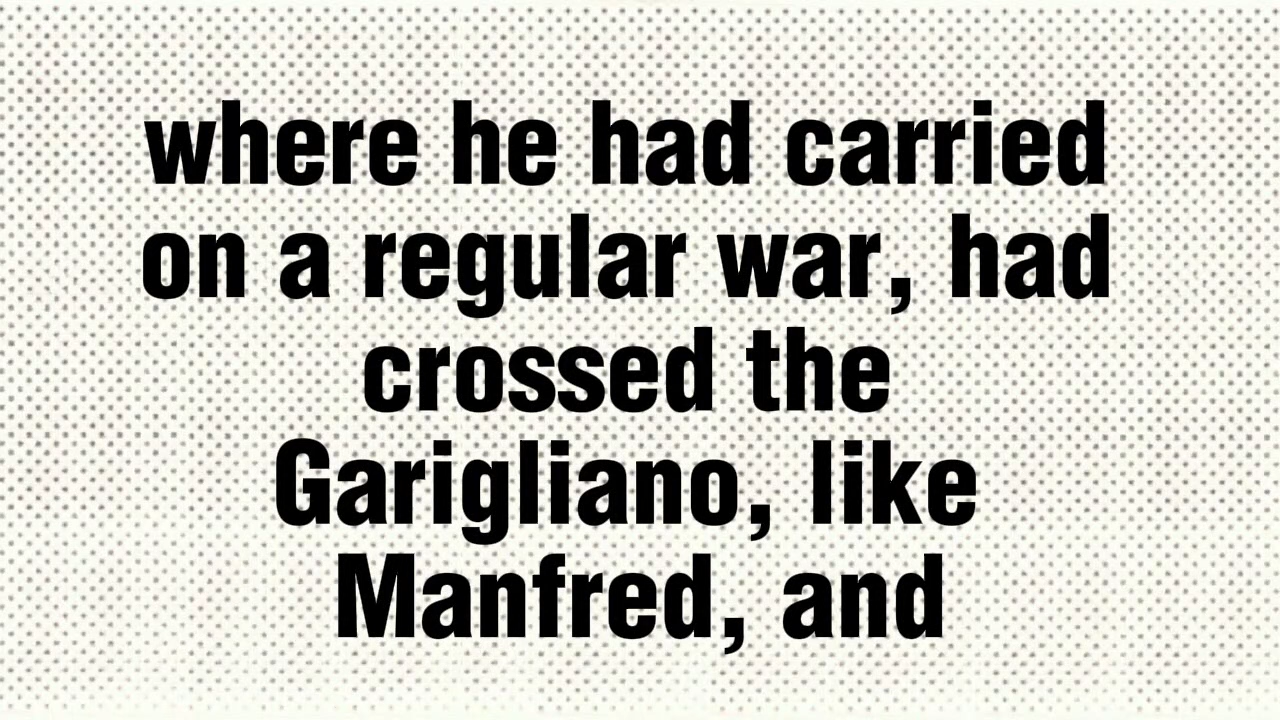 where he had carried
on a regular war, had
crossed the
Garigliano, like
Manfred, and